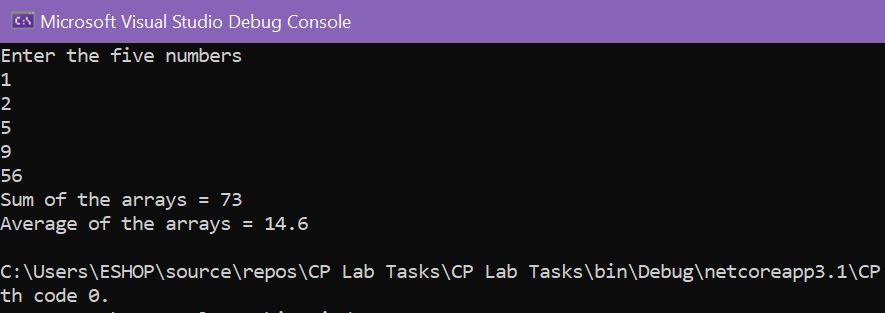 Microsoft Visual Studio Debug Console
Enter the five numbers
1
2
5
9
56
Sum of the arrays = 73
Average of the arrays = 14.6
C:\Users\ESHOP\source\repos\CP Lab Tasks\CP Lab Tasks\bin\Debug\netcoreapp3.1\CP
th code 0.